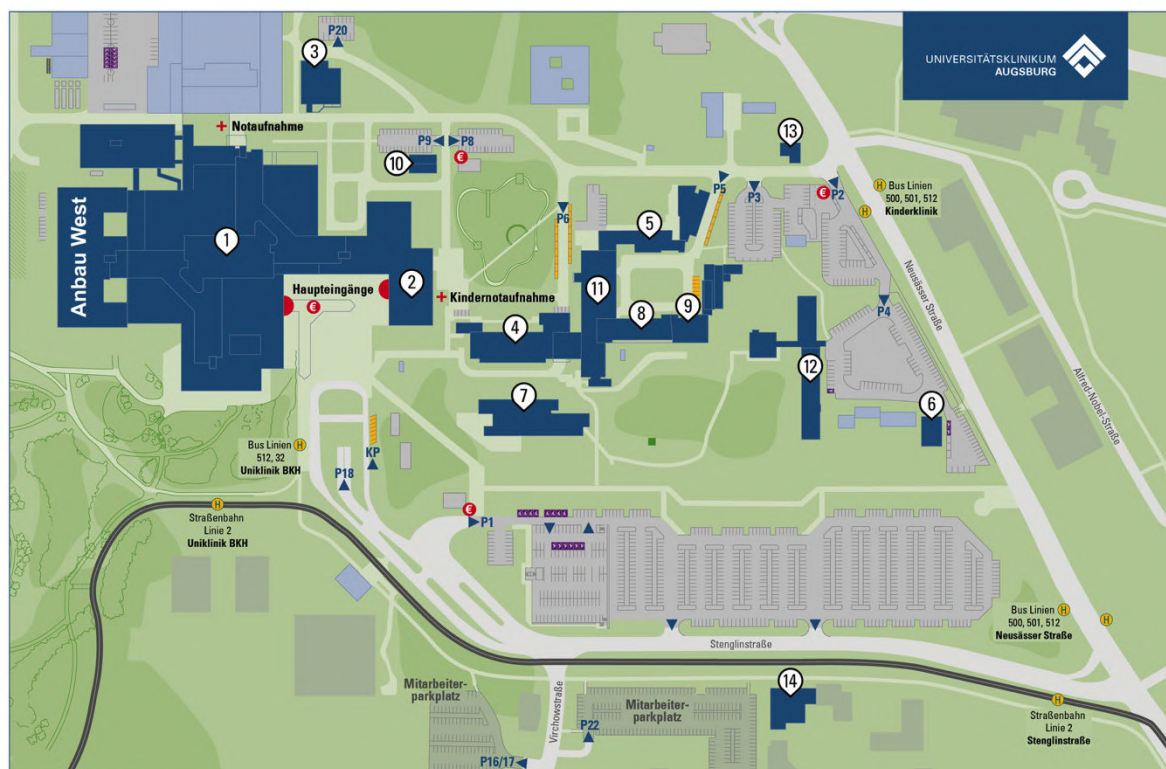 UNIVERSITÄTSKLINIKUM
AUGSBURG
P20
3
Notaufnahme
P9
P8
€
10
13
P5
P3
€
P2
H
Bus Linien
500, 501, 512
Kinderklinik
H
P6
5
Anbau West
1
2
Haupteingänge
€
Kindernotaufnahme
11
8
9
4
P4
Neusässer Straße
Alfred-Nobel-Straße
12
7
6
Bus Linien
512, 32
Uniklinik BKH
H
KP
P18
H
Straßenbahn
Linie 2
Uniklinik BKH
€
P1
Bus Linien
500, 501, 512
Neusässer Straße
H
H
Stenglinstraße
Mitarbeiter-
parkplatz
Virchowstraße
Mitarbeiter-
parkplatz
14
P22
P16/17
H
Straßenbahn
Linie 2
Stenglinstraße